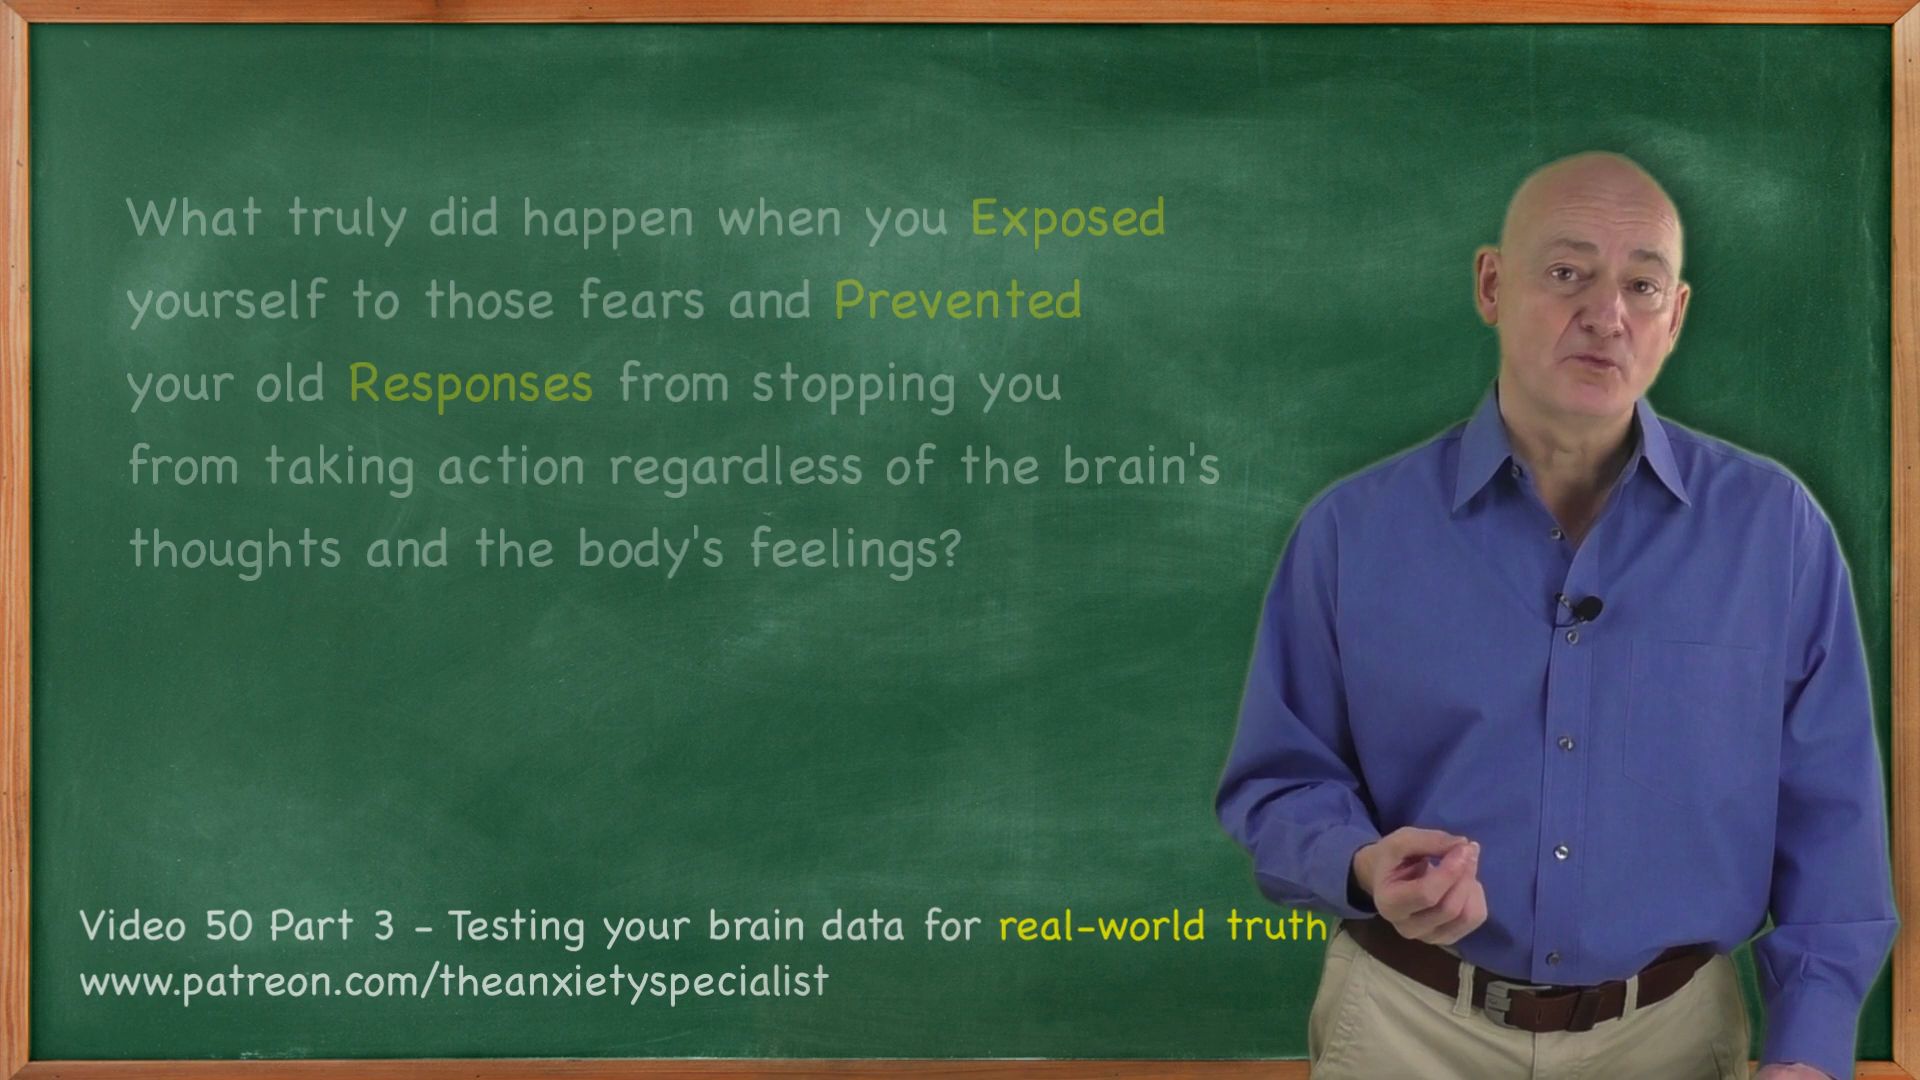 What truly did happen when you Exposed
yourself to those fears and Prevented
your old Responses from stopping you
from taking action regardless of the brain's
thoughts and the body's feelings?
Video 50 Part 3 - Testing your brain data for real-world truth
www.patreon.com/theanxietyspecialist